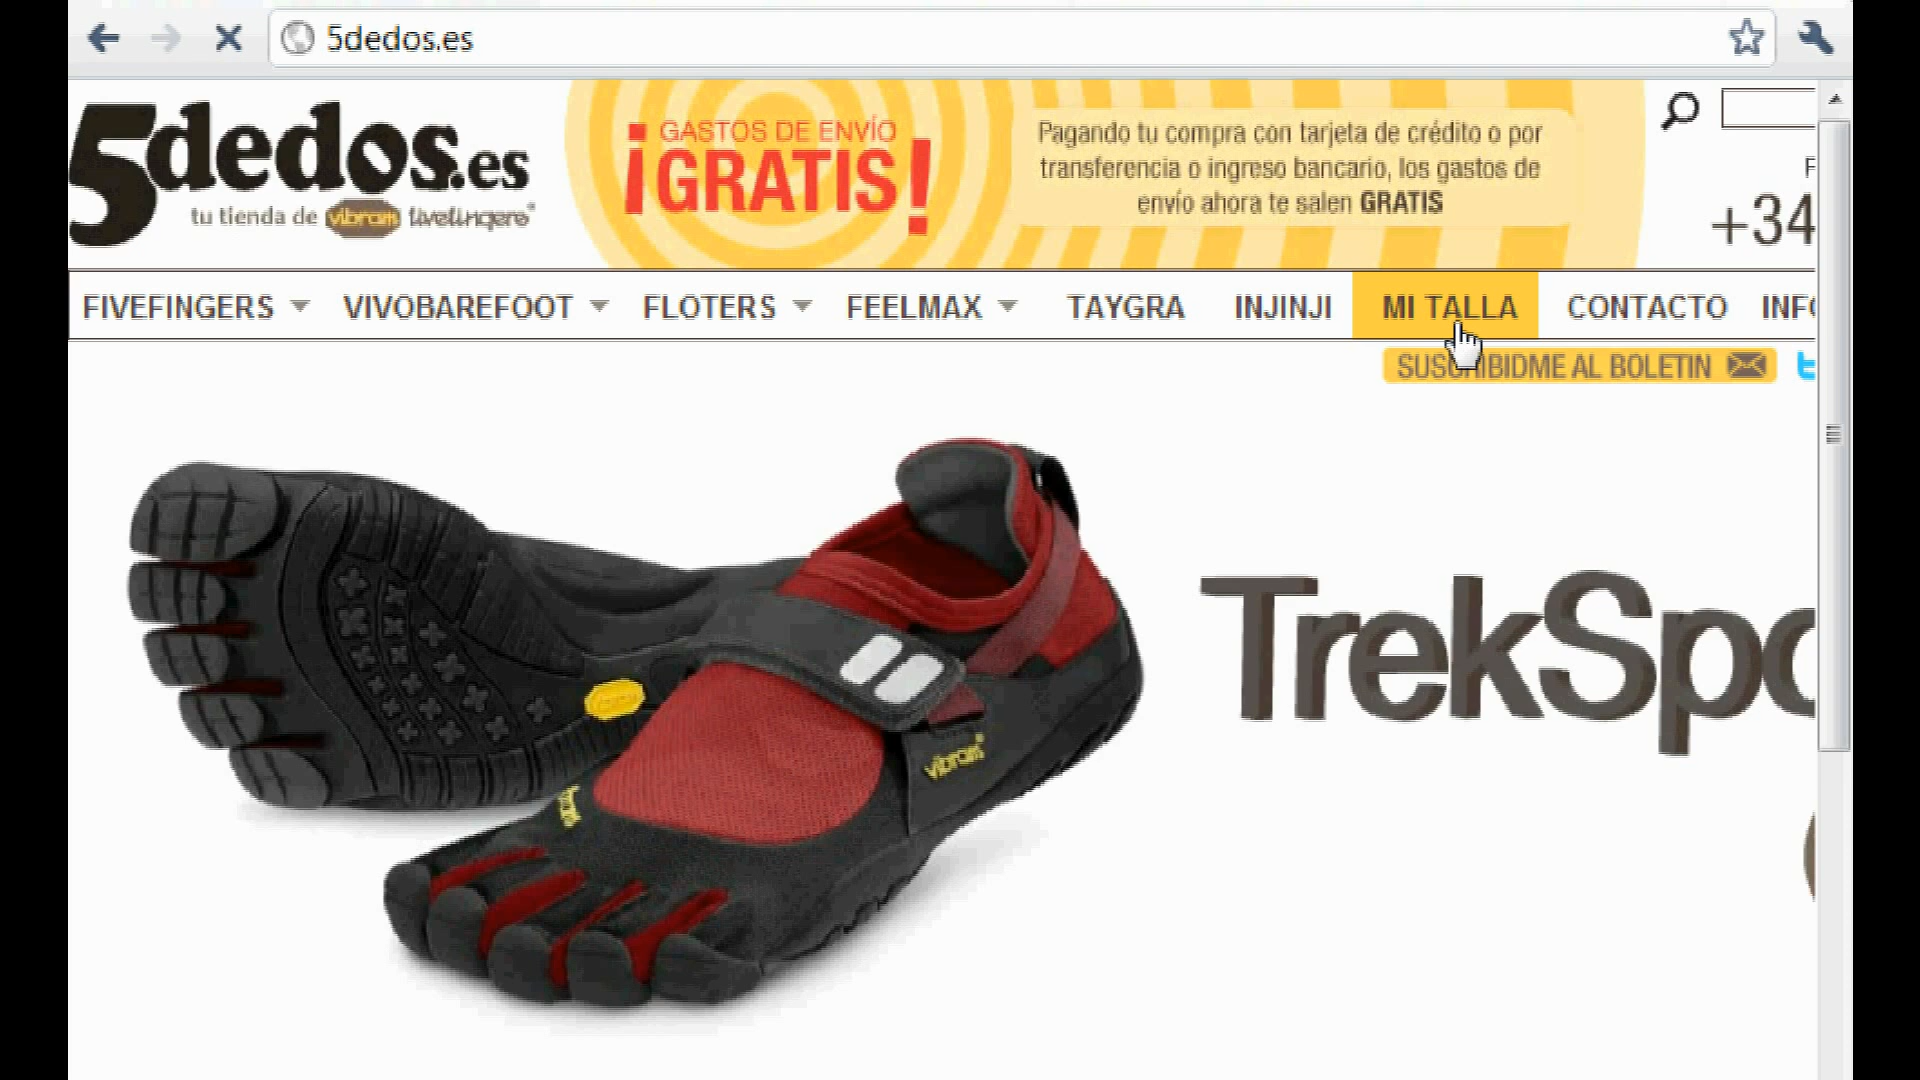 5dedos.es
5dedos.es
tu tienda de vibram fivefingers®
GASTOS DE ENVÍO
¡GRATIS!
Pagando tu compra con tarjeta de crédito o por
transferencia o ingreso bancario, los gastos de
envío ahora te salen GRATIS
+34
FIVEFINGERS VIVOBAREFOOT FLOTERS FEELMAX TAYGRA INJINJI MI TALLA CONTACTO INFO
SUSCRIBIDME AL BOLETIN
TrekSpo
vibram®